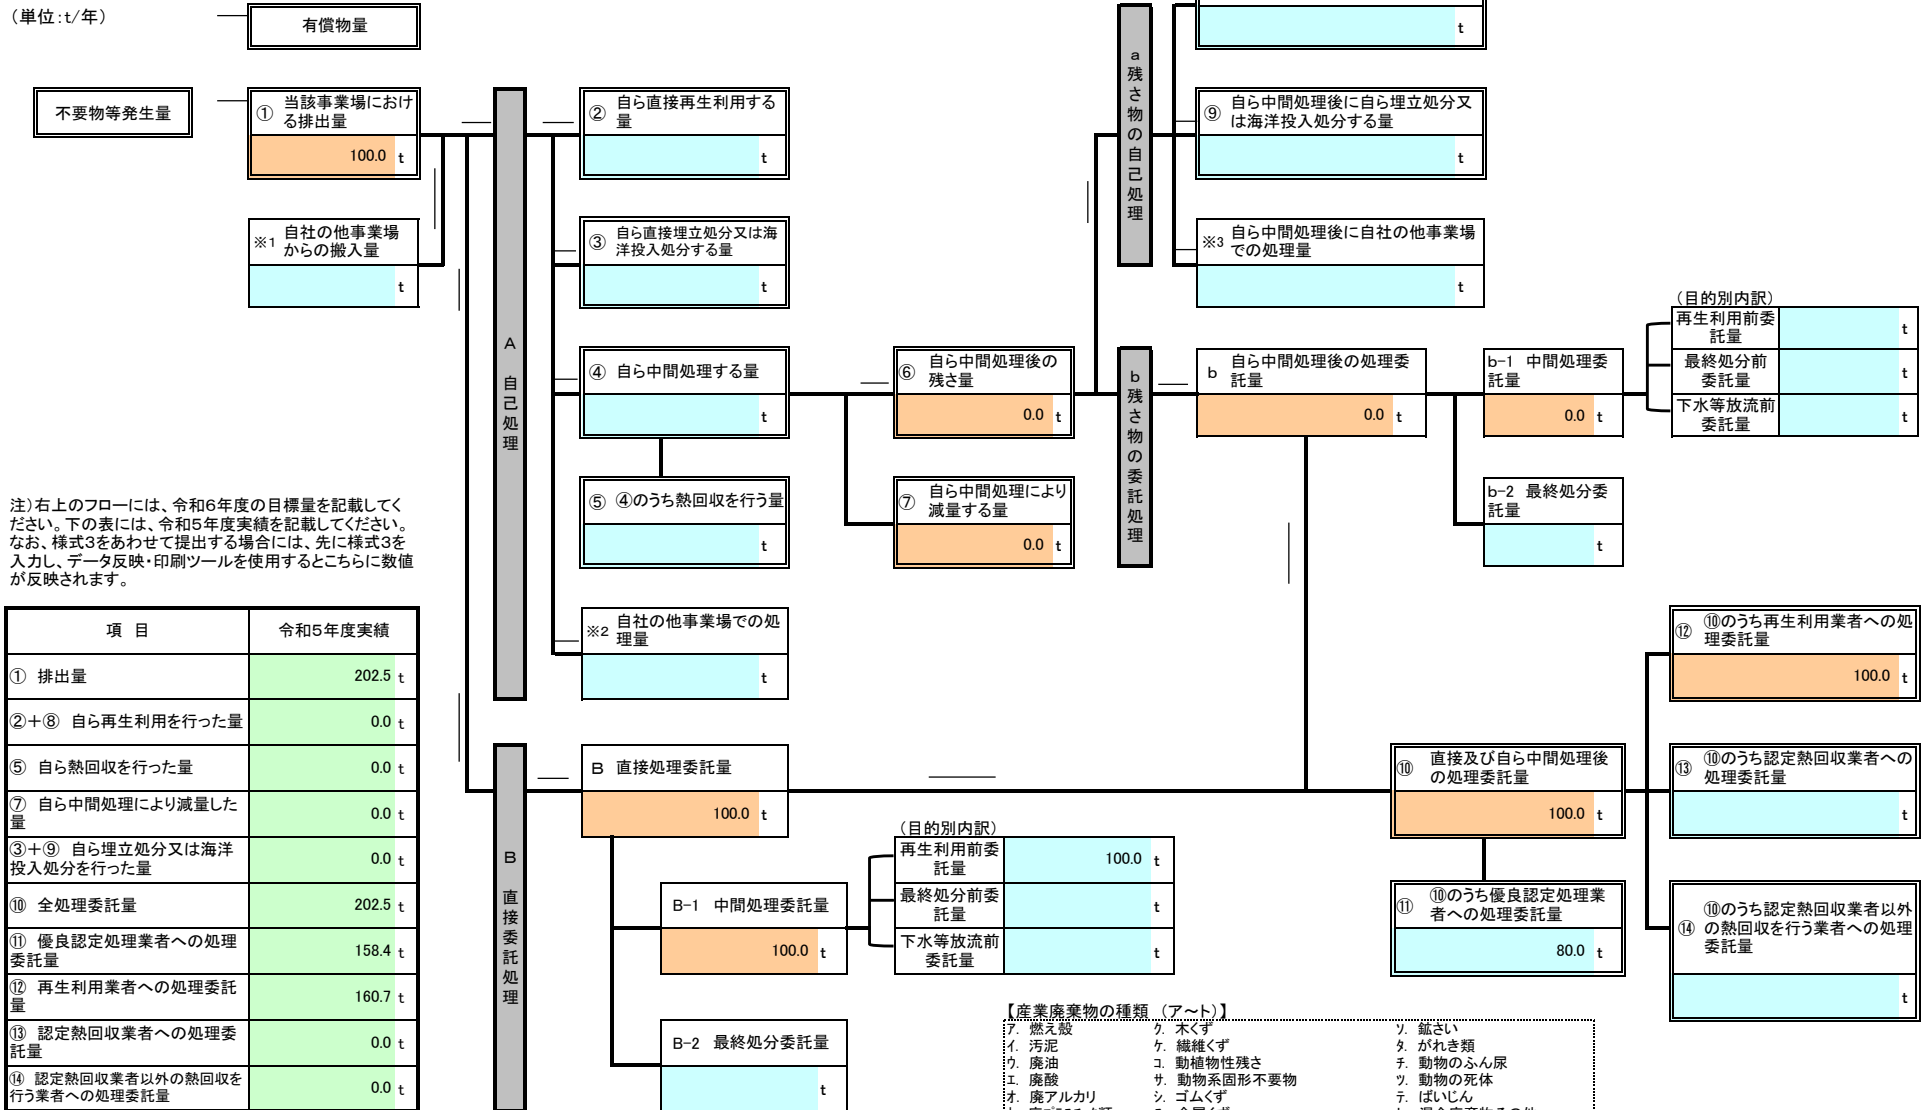 (単位:t/年)
有償物量
t
不要物等発生量
① 当該事業場におけ
る排出量
100.0 t
※1 自社の他事業場
からの搬入量
t
A 自己処理
② 自ら直接再生利用する
量
t
③ 自ら直接埋立処分又は海
洋投入処分する量
t
④ 自ら中間処理する量
t
⑤ ④のうち熱回収を行う量
t
※2 自社の他事業場での処
理量
t
⑥ 自ら中間処理後の
残さ量
0.0 t
⑦ 自ら中間処理により
減量する量
0.0 t
a 残さ物の自己処理
⑨ 自ら中間処理後に自ら埋立処分又
は海洋投入処分する量
t
※3 自ら中間処理後に自社の他事業場
での処理量
t
b 残さ物の委託処理
b 自ら中間処理後の処理委
託量
0.0 t
b-1 中間処理委
託量
0.0 t
b-2 最終処分委
託量
t
(目的別内訳)
再生利用前委
託量
t
最終処分前
委託量
t
下水等放流前
委託量
t
注)右上のフローには、令和6年度の目標量を記載してく
ださい。下の表には、令和5年度実績を記載してください。
なお、様式3をあわせて提出する場合には、先に様式3を
入力し、データ反映・印刷ツールを使用するとこちらに数値
が反映されます。
項 目 令和5年度実績
① 排出量 202.5 t
②+⑧ 自ら再生利用を行った量 0.0 t
⑤ 自ら熱回収を行った量 0.0 t
⑦ 自ら中間処理により減量した
量 0.0 t
③+⑨ 自ら埋立処分又は海洋
投入処分を行った量 0.0 t
⑩ 全処理委託量 202.5 t
⑪ 優良認定処理業者への処理
委託量 158.4 t
⑫ 再生利用業者への処理委託
量 160.7 t
⑬ 認定熱回収業者への処理委
託量 0.0 t
⑭ 認定熱回収業者以外の熱回収を
行う業者への処理委託量 0.0 t
B 直接委託処理
B 直接処理委託量
100.0 t
B-1 中間処理委託量
100.0 t
B-2 最終処分委託量
t
(目的別内訳)
再生利用前委
託量
100.0 t
最終処分前委
託量
t
下水等放流前
委託量
t
⑩ 直接及び自ら中間処理後
の処理委託量
100.0 t
⑪ ⑩のうち優良認定処理業
者への処理委託量
80.0 t
⑫ ⑩のうち再生利用業者への処
理委託量
100.0 t
⑬ ⑩のうち認定熱回収業者への
処理委託量
t
⑭ ⑩のうち認定熱回収業者以外
の熱回収を行う業者への処理
委託量
t
【産業廃棄物の種類 (ア~ト)】
ア. 燃え殻 ク. 木くず ソ. 鉱さい
イ. 汚泥 ケ. 繊維くず タ. がれき類
ウ. 廃油 コ. 動植物性残さ チ. 動物のふん尿
エ. 廃酸 サ. 動物系固形不要物 ツ. 動物の死体
オ. 廃アルカリ シ. ゴムくず テ. ばいじん